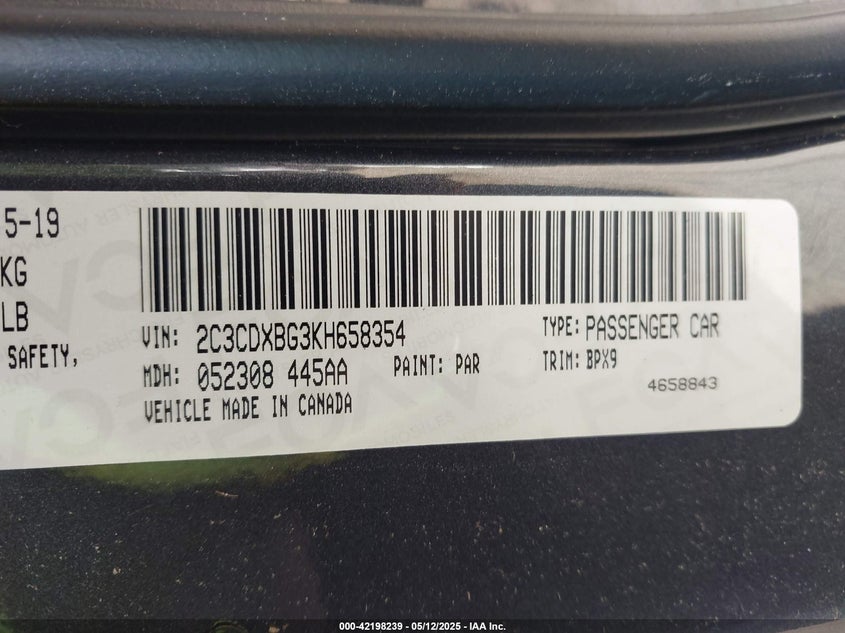 5-19
KG
LB
SAFETY,
VIN: 2C3CDXBG3KH658354
TYPE: PASSENGER CAR
MDH: 052308 445AA
PAINT: PAR
TRIM: BPX9
VEHICLE MADE IN CANADA
4658843
000-42198239 - 05/12/2025 - IAA Inc.